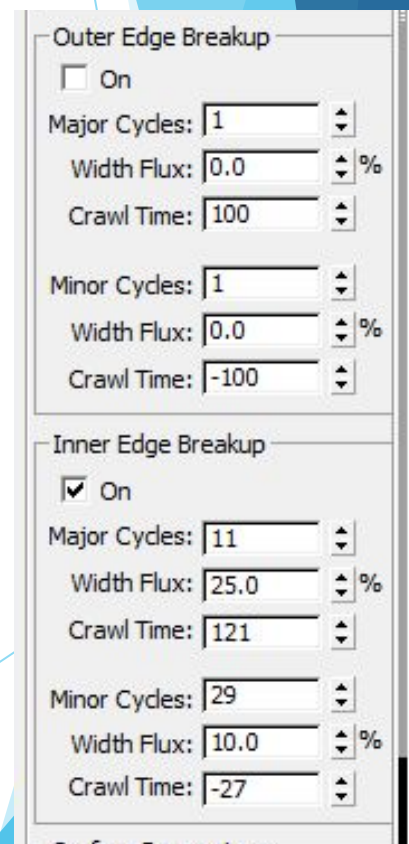 Outer Edge Breakup
On
Major Cycles: 1
Width Flux: 0.0 %
Crawl Time: 100
Minor Cycles: 1
Width Flux: 0.0 %
Crawl Time: -100
Inner Edge Breakup
On
Major Cycles: 11
Width Flux: 25.0 %
Crawl Time: 121
Minor Cycles: 29
Width Flux: 10.0 %
Crawl Time: -27